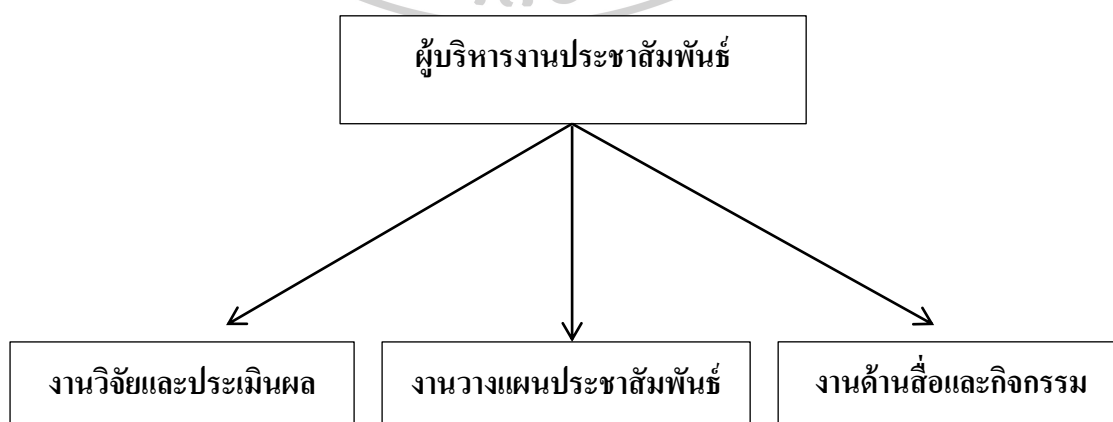 ผู้บริหารงานประชาสัมพันธ์
งานวิจัยและประเมินผล
งานวางแผนประชาสัมพันธ์
งานด้านสื่อและกิจกรรม